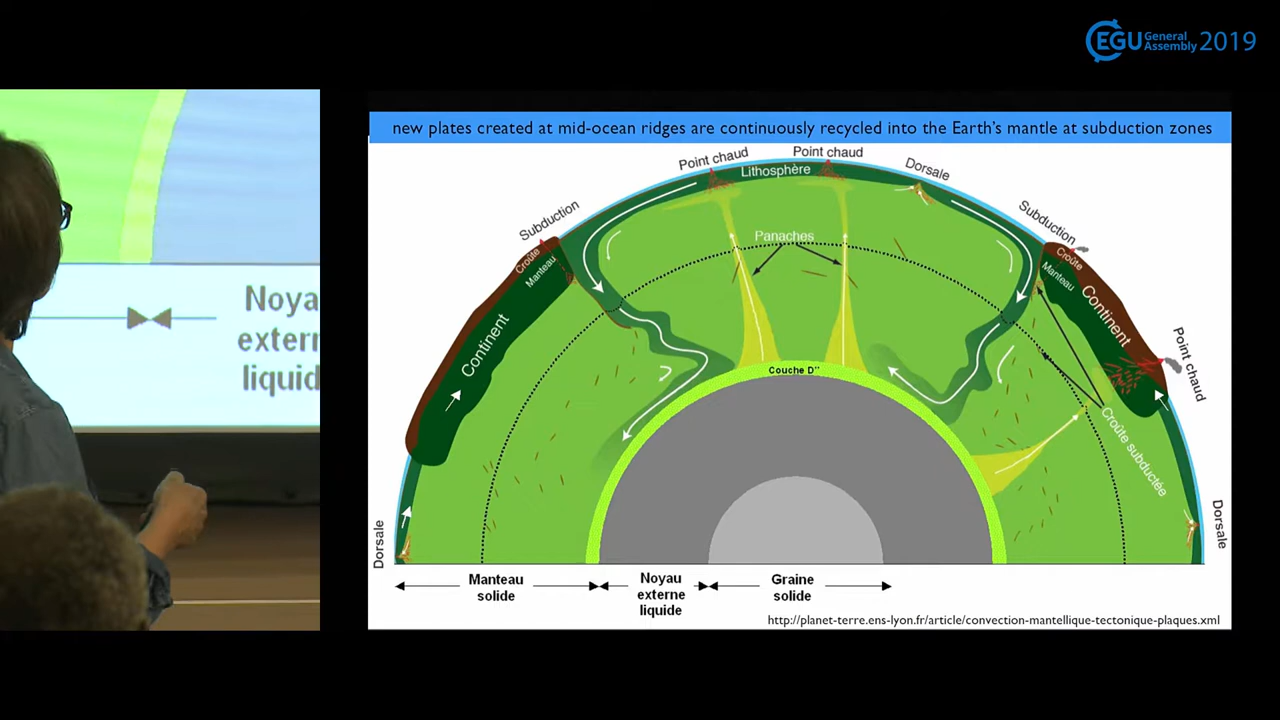 EGU General
Assembly 2019
new plates created at mid-ocean ridges are continuously recycled into the Earth's mantle at subduction zones
Point chaud
Point chaud
Lithosphère
Dorsale
Subduction
Subduction
Panaches
Croûte
Manteau
Croûte
Manteau
Continent
Continent
Point chaud
Couche D"
Croûte subductée
Dorsale
Dorsale
Manteau
solide
Noyau
externe
liquide
Graine
solide
http://planet-terre.ens-lyon.fr/article/convection-mantellique-tectonique-plaques.xml
Noya
extern
liquid